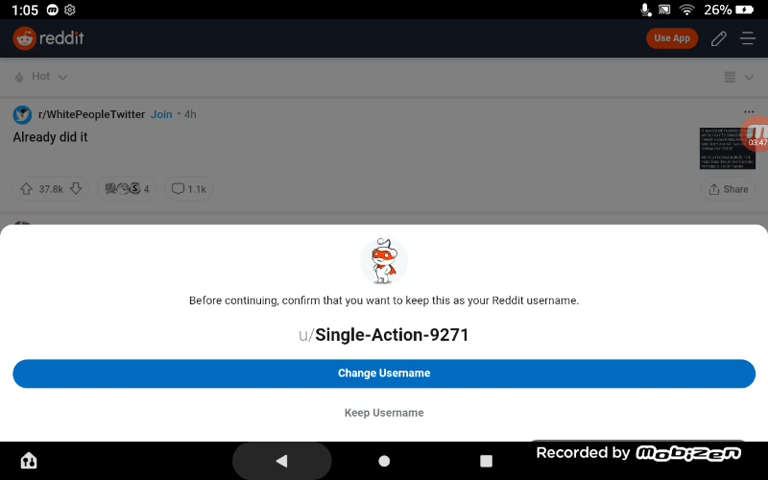 1:05
26%
reddit
Use App
Hot
r/WhitePeopleTwitter Join • 4h
Already did it
03:47
37.8k
4
1.1k
Share
Before continuing, confirm that you want to keep this as your Reddit username.
u/Single-Action-9271
Change Username
Keep Username
Recorded by mobizen